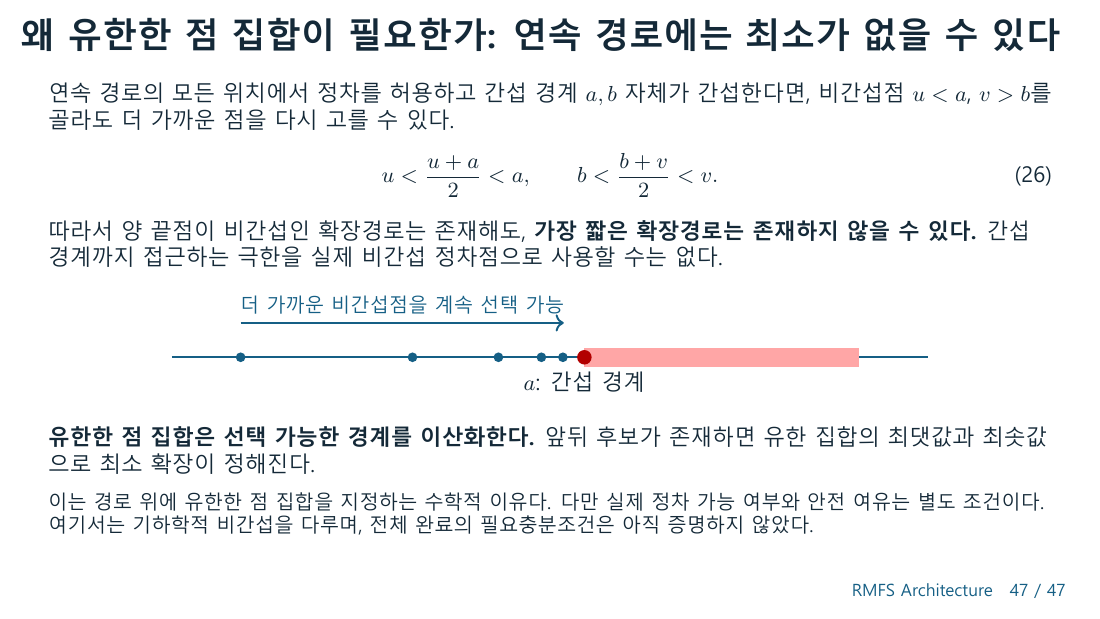 왜 유한한 점 집합이 필요한가: 연속 경로에는 최소가 없을 수 있다
연속 경로의 모든 위치에서 정차를 허용하고 간섭 경계 a, b 자체가 간섭한다면, 비간섭점 u < a, v > b를
골라도 더 가까운 점을 다시 고를 수 있다.
u < \frac{u + a}{2} < a, b < \frac{b + v}{2} < v. (26)
따라서 양 끝점이 비간섭인 확장경로는 존재해도, 가장 짧은 확장경로는 존재하지 않을 수 있다. 간섭
경계까지 접근하는 극한을 실제 비간섭 정차점으로 사용할 수는 없다.
더 가까운 비간섭점을 계속 선택 가능
a: 간섭 경계
유한한 점 집합은 선택 가능한 경계를 이산화한다. 앞뒤 후보가 존재하면 유한 집합의 최댓값과 최솟값
으로 최소 확장이 정해진다.
이는 경로 위에 유한한 점 집합을 지정하는 수학적 이유다. 다만 실제 정차 가능 여부와 안전 여유는 별도 조건이다.
여기서는 기하학적 비간섭을 다루며, 전체 완료의 필요충분조건은 아직 증명하지 않았다.
RMFS Architecture 47 / 47